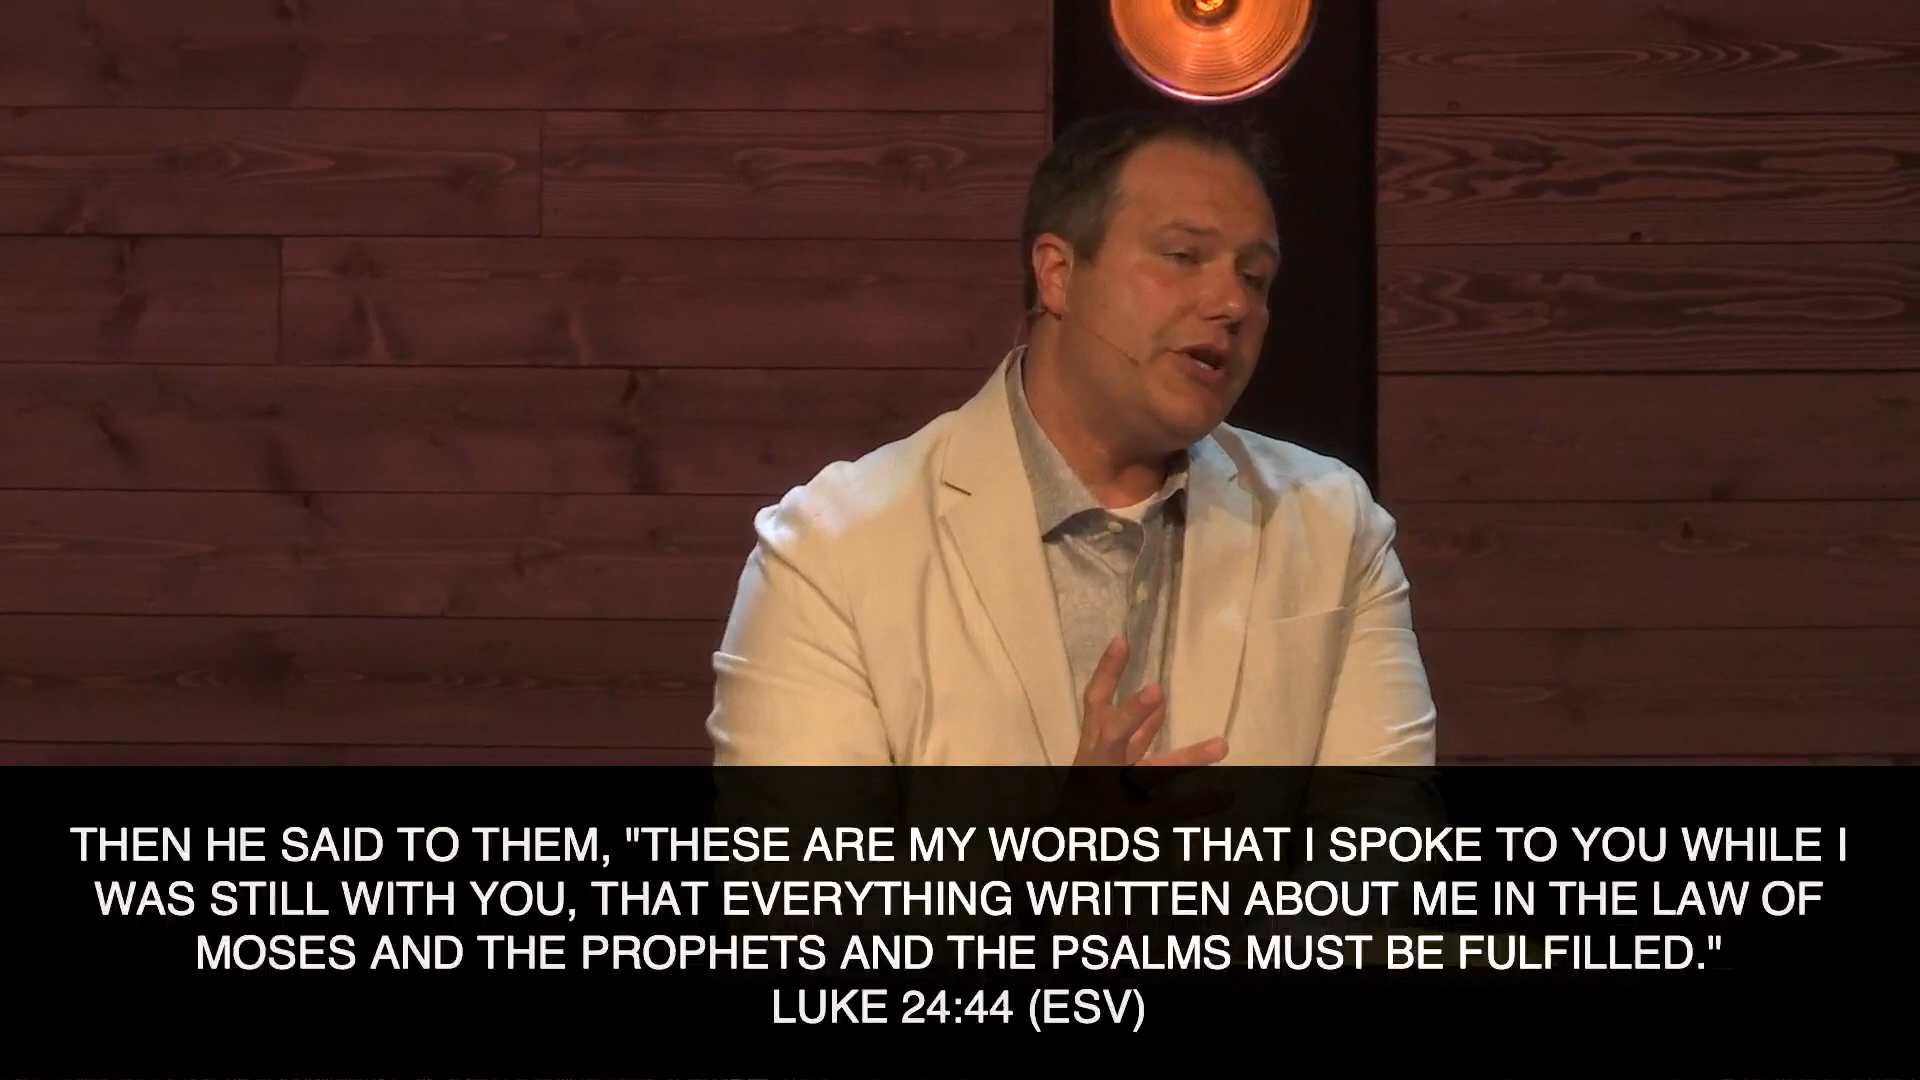 THEN HE SAID TO THEM, "THESE ARE MY WORDS THAT I SPOKE TO YOU WHILE I
WAS STILL WITH YOU, THAT EVERYTHING WRITTEN ABOUT ME IN THE LAW OF
MOSES AND THE PROPHETS AND THE PSALMS MUST BE FULFILLED."
LUKE 24:44 (ESV)